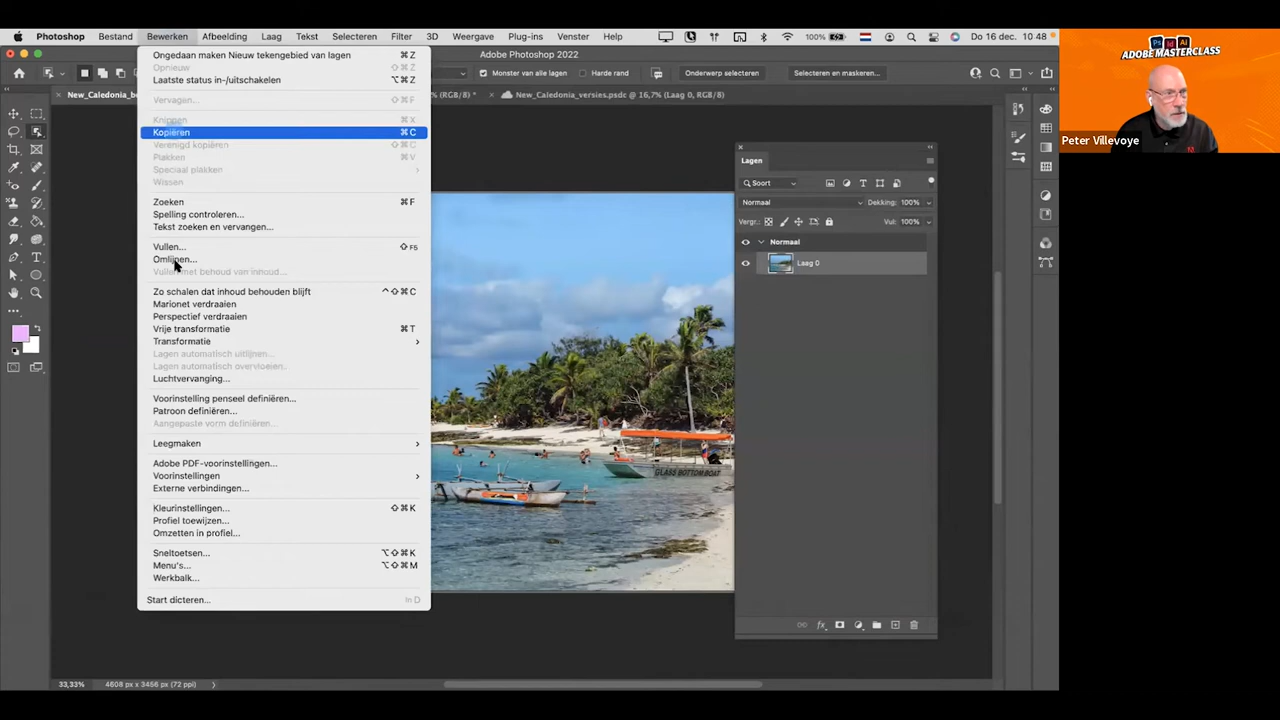 Photoshop Bestand Bewerken Afbeelding Laag Tekst Selecteren Filter 3D Weergave Plug-ins Venster Help 100% Do 16 dec. 10 48
Adobe Photoshop 2022
Monster van alle lagen Harde rand Onderwerp selecteren Selecteren en maskeren...
New_Caledonia_be (RGB/8) * × New_Caledonia_versies.psdc @ 16,7% (Laag 0, RGB/8)
Ongedaan maken Nieuw tekengebied van lagen ⌘Z
Opnieuw ⇧⌘Z
Laatste status in-/uitschakelen ⌥⌘Z
Vervagen... ⇧⌘F
Knippen ⌘X
Kopiëren ⌘C
Verenigd kopiëren ⇧⌘C
Plakken ⌘V
Speciaal plakken ›
Wissen
Zoeken ⌘F
Spelling controleren...
Tekst zoeken en vervangen...
Vullen... ⇧F5
Omlijnen...
Vullen met behoud van inhoud...
Zo schalen dat inhoud behouden blijft ^⌥⇧⌘C
Marionet verdraaien
Perspectief verdraaien
Vrije transformatie ⌘T
Transformatie ›
Lagen automatisch uitlijnen...
Lagen automatisch overvloeien..
Luchtvervanging...
Voorinstelling penseel definiëren...
Patroon definiëren...
Aangepaste vorm definiëren...
Leegmaken ›
Adobe PDF-voorinstellingen...
Voorinstellingen ›
Externe verbindingen...
Kleurinstellingen... ⇧⌘K
Profiel toewijzen...
Omzetten in profiel...
Sneltoetsen... ⌥⇧⌘K
Menu's... ⌥⇧⌘M
Werkbalk...
Start dicteren... D
Lagen
Soort
Normaal Dekking: 100%
Vergr.: Vul: 100%
Normaal
Laag 0
GLASS BOTTOM BOAT
33,33% 4608 px x 3456 px (72 ppi) ›
Ps Id Ai
ADOBE MASTERCLASS
Peter Villevoye